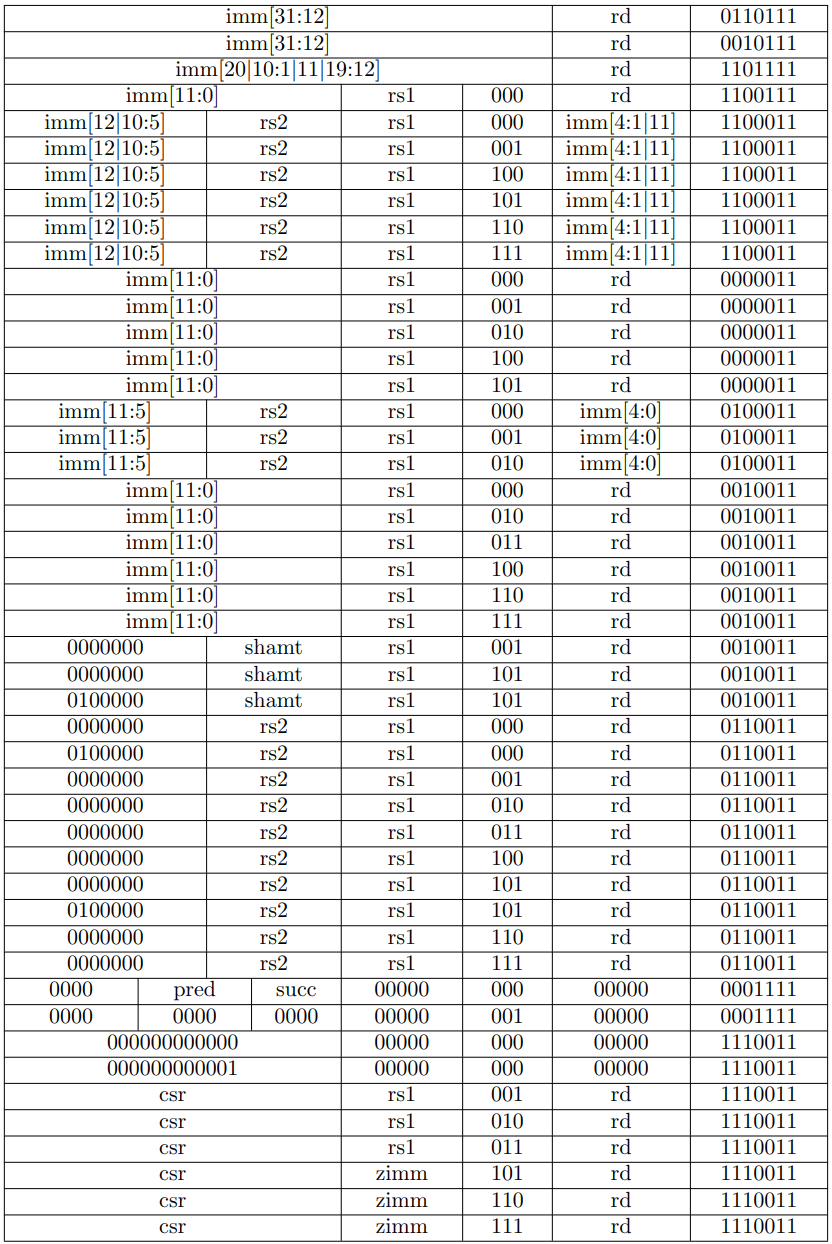 imm[31:12] rd 0110111
imm[31:12] rd 0010111
imm[20|10:1|11|19:12] rd 1101111
imm[11:0] rs1 000 rd 1100111
imm[12|10:5] rs2 rs1 000 imm[4:1|11] 1100011
imm[12|10:5] rs2 rs1 001 imm[4:1|11] 1100011
imm[12|10:5] rs2 rs1 100 imm[4:1|11] 1100011
imm[12|10:5] rs2 rs1 101 imm[4:1|11] 1100011
imm[12|10:5] rs2 rs1 110 imm[4:1|11] 1100011
imm[12|10:5] rs2 rs1 111 imm[4:1|11] 1100011
imm[11:0] rs1 000 rd 0000011
imm[11:0] rs1 001 rd 0000011
imm[11:0] rs1 010 rd 0000011
imm[11:0] rs1 100 rd 0000011
imm[11:0] rs1 101 rd 0000011
imm[11:5] rs2 rs1 000 imm[4:0] 0100011
imm[11:5] rs2 rs1 001 imm[4:0] 0100011
imm[11:5] rs2 rs1 010 imm[4:0] 0100011
imm[11:0] rs1 000 rd 0010011
imm[11:0] rs1 010 rd 0010011
imm[11:0] rs1 011 rd 0010011
imm[11:0] rs1 100 rd 0010011
imm[11:0] rs1 110 rd 0010011
imm[11:0] rs1 111 rd 0010011
0000000 shamt rs1 001 rd 0010011
0000000 shamt rs1 101 rd 0010011
0100000 shamt rs1 101 rd 0010011
0000000 rs2 rs1 000 rd 0110011
0100000 rs2 rs1 000 rd 0110011
0000000 rs2 rs1 001 rd 0110011
0000000 rs2 rs1 010 rd 0110011
0000000 rs2 rs1 011 rd 0110011
0000000 rs2 rs1 100 rd 0110011
0000000 rs2 rs1 101 rd 0110011
0100000 rs2 rs1 101 rd 0110011
0000000 rs2 rs1 110 rd 0110011
0000000 rs2 rs1 111 rd 0110011
0000 pred succ 00000 000 00000 0001111
0000 0000 0000 00000 001 00000 0001111
000000000000 00000 000 00000 1110011
000000000001 00000 000 00000 1110011
csr rs1 001 rd 1110011
csr rs1 010 rd 1110011
csr rs1 011 rd 1110011
csr zimm 101 rd 1110011
csr zimm 110 rd 1110011
csr zimm 111 rd 1110011